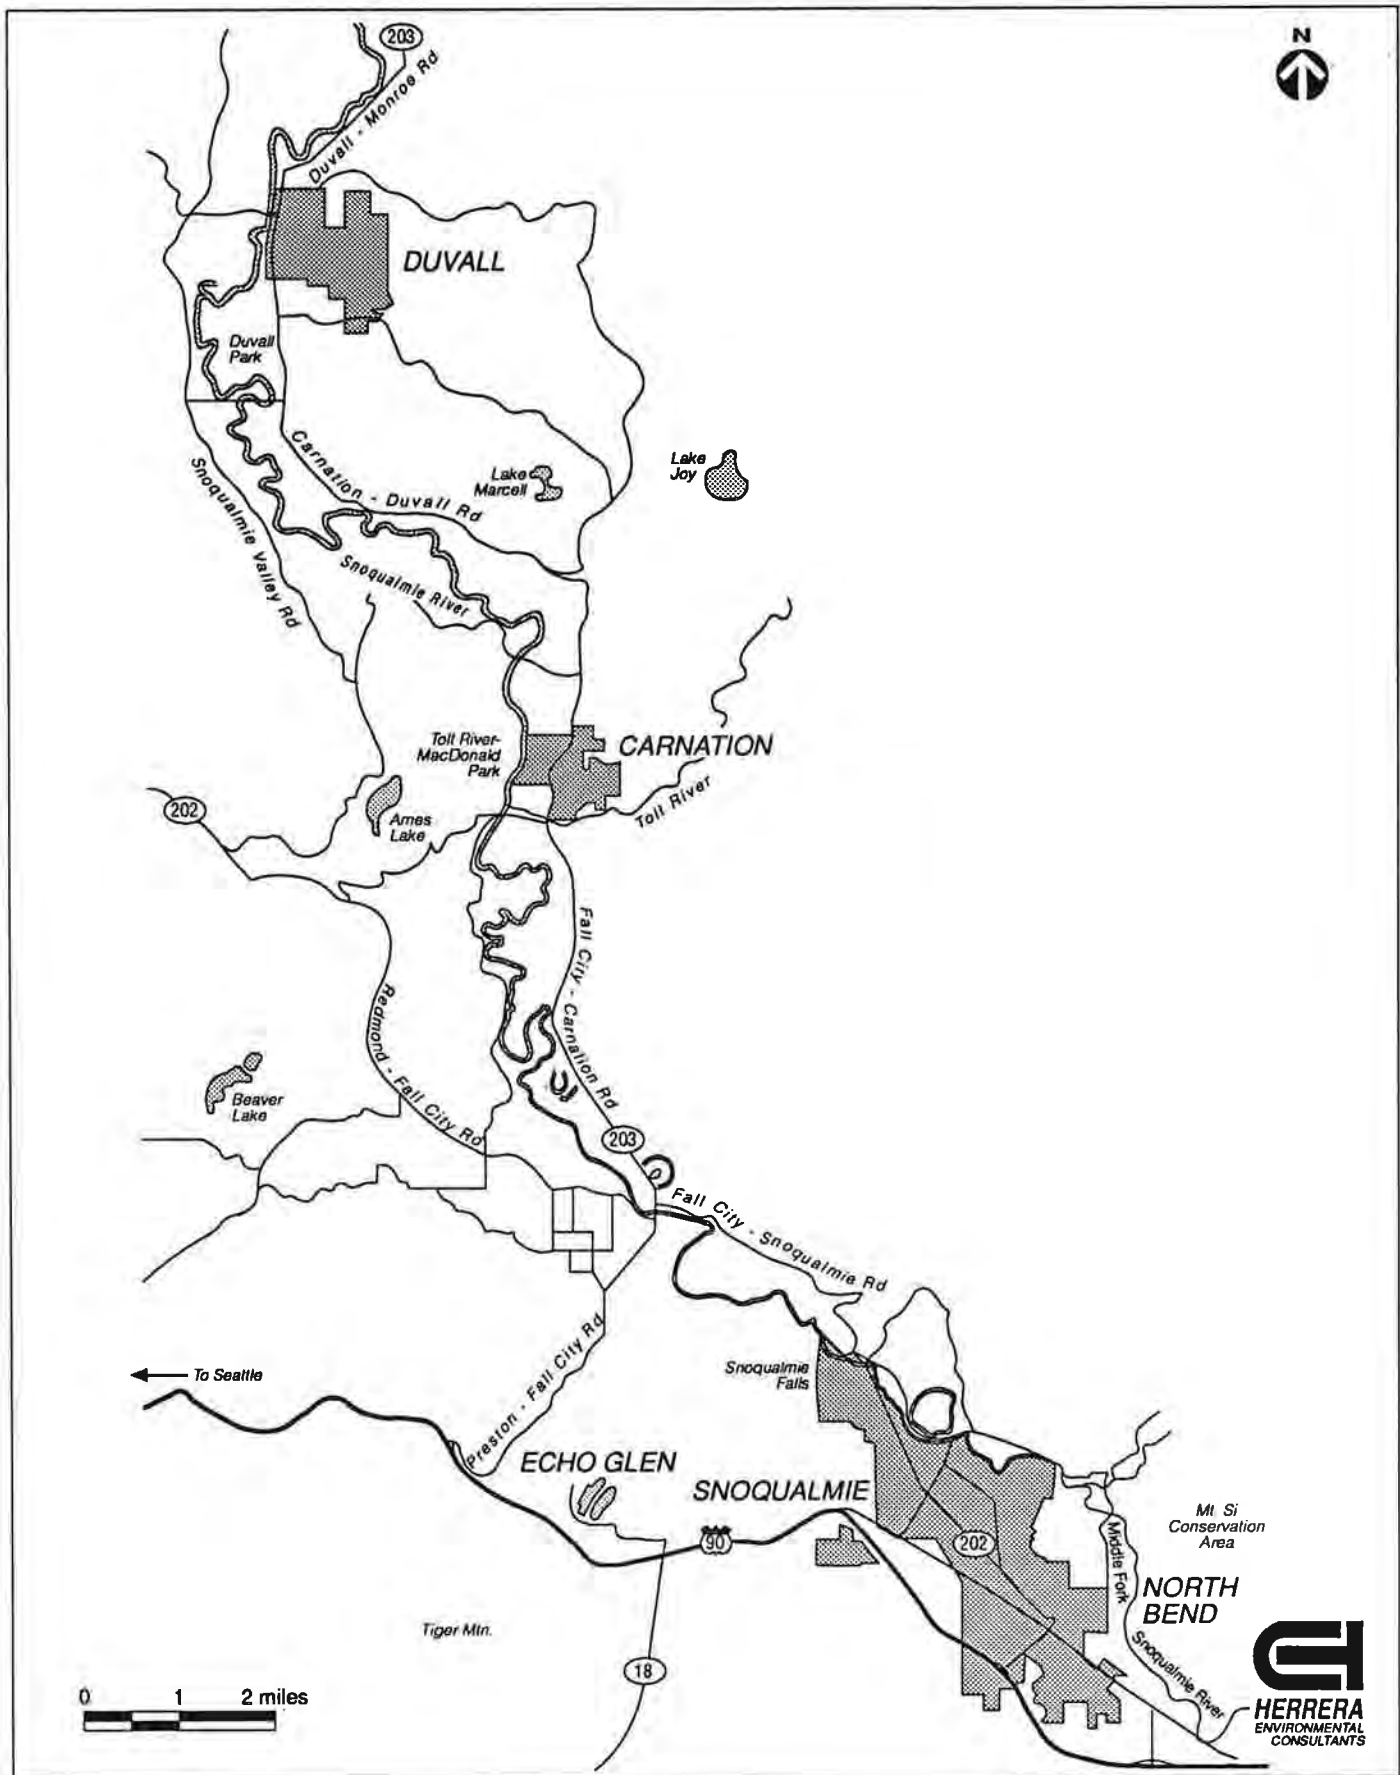 203
N
Duvall - Monroe Rd
DUVALL
Duvall
Park
Carnation - Duvall Rd
Lake
Marcell
Lake
Joy
Snoqualmie Valley Rd
Snoqualmie River
Tolt River-
MacDonald
Park
CARNATION
Tolt River
202
Ames
Lake
Fall City - Carnation Rd
Redmond - Fall City Rd
Beaver
Lake
203
Fall City - Snoqualmie Rd
To Seattle
Preston - Fall City Rd
Snoqualmie
Falls
ECHO GLEN
SNOQUALMIE
90
202
Mt Si
Conservation
Area
Middle Fork
NORTH
BEND
Snoqualmie River
Tiger Mtn.
18
0 1 2 miles
HERRERA
ENVIRONMENTAL
CONSULTANTS